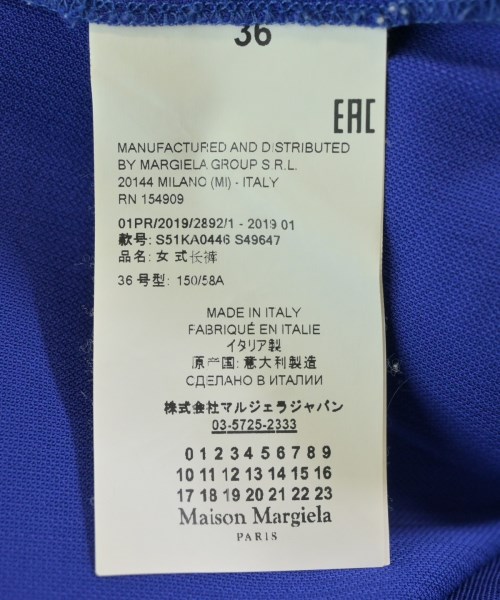 36
EAC
MANUFACTURED AND DISTRIBUTED
BY MARGIELA GROUP S.R.L.
20144 MILANO (MI) - ITALY
RN 154909
01PR/2019/2892/1 - 2019 01
款号: S51KA0446 S49647
品名: 女式长裤
36 号型: 150/58A
MADE IN ITALY
FABRIQUÉ EN ITALIE
イタリア製
原产国: 意大利製造
СДЕЛАНО В ИТАЛИИ
株式会社マルジェラジャパン
03-5725-2333
0 1 2 3 4 5 6 7 8 9
10 11 12 13 14 15 16
17 18 19 20 21 22 23
Maison Margiela
PARIS